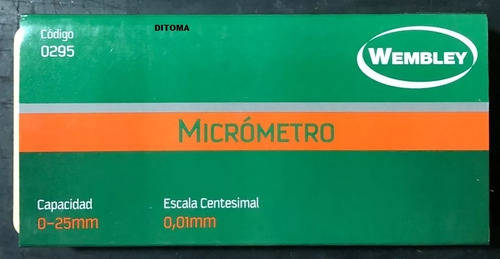 Código
0295
DITOMA
WEMBLEY
MICRÓMETRO
Capacidad
0-25mm
Escala Centesimal
0,01mm